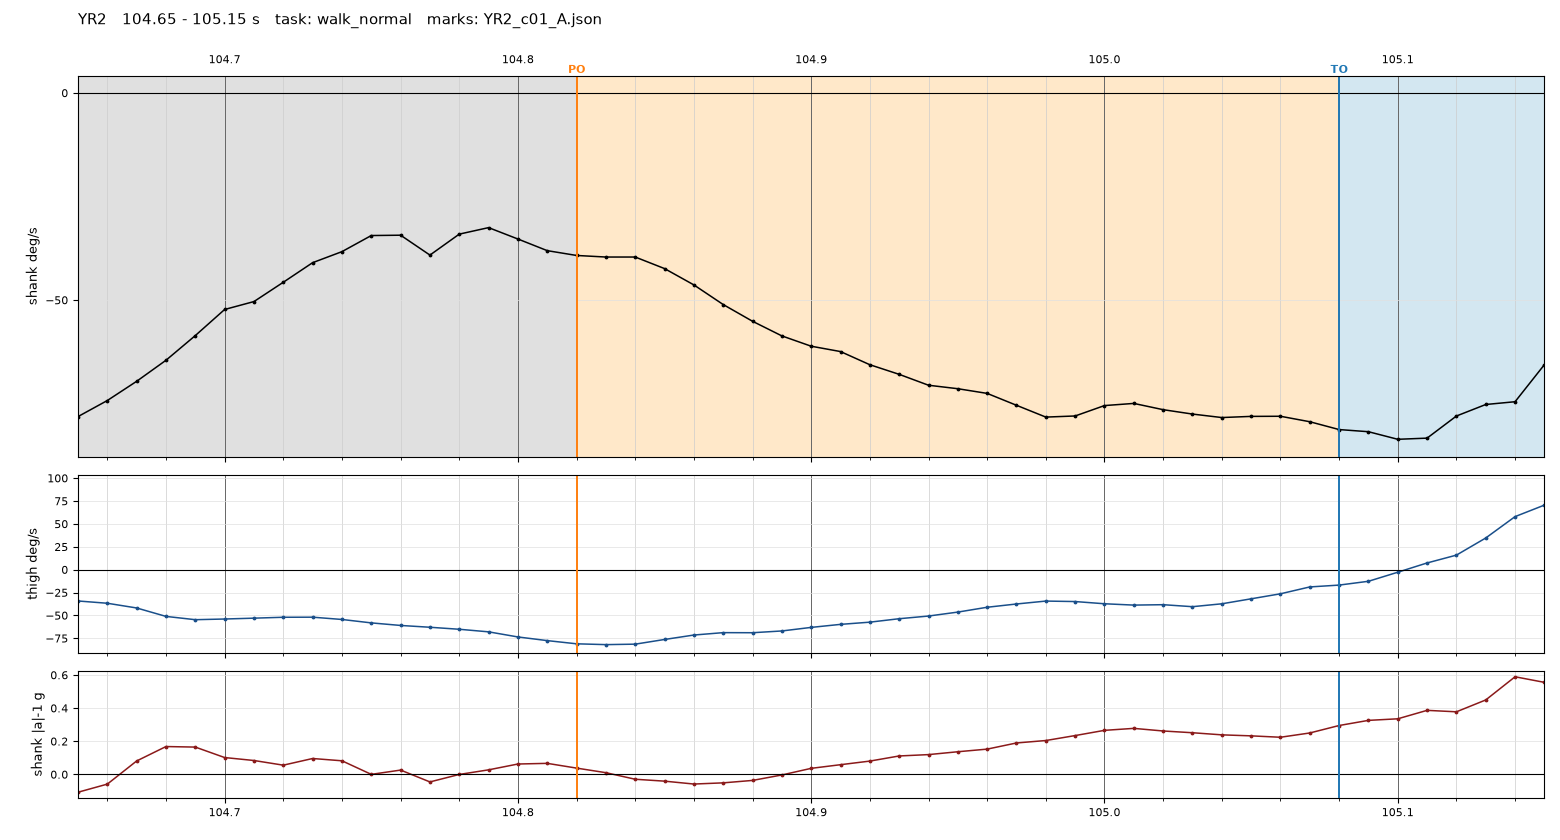 YR2   104.65 - 105.15 s   task: walk_normal   marks: YR2_c01_A.json
104.7 104.8 104.9 105.0 105.1
PO TO
0
−50
shank deg/s
100
75
50
25
0
−25
−50
−75
thigh deg/s
0.6
0.4
0.2
0.0
shank |a|-1 g
104.7 104.8 104.9 105.0 105.1